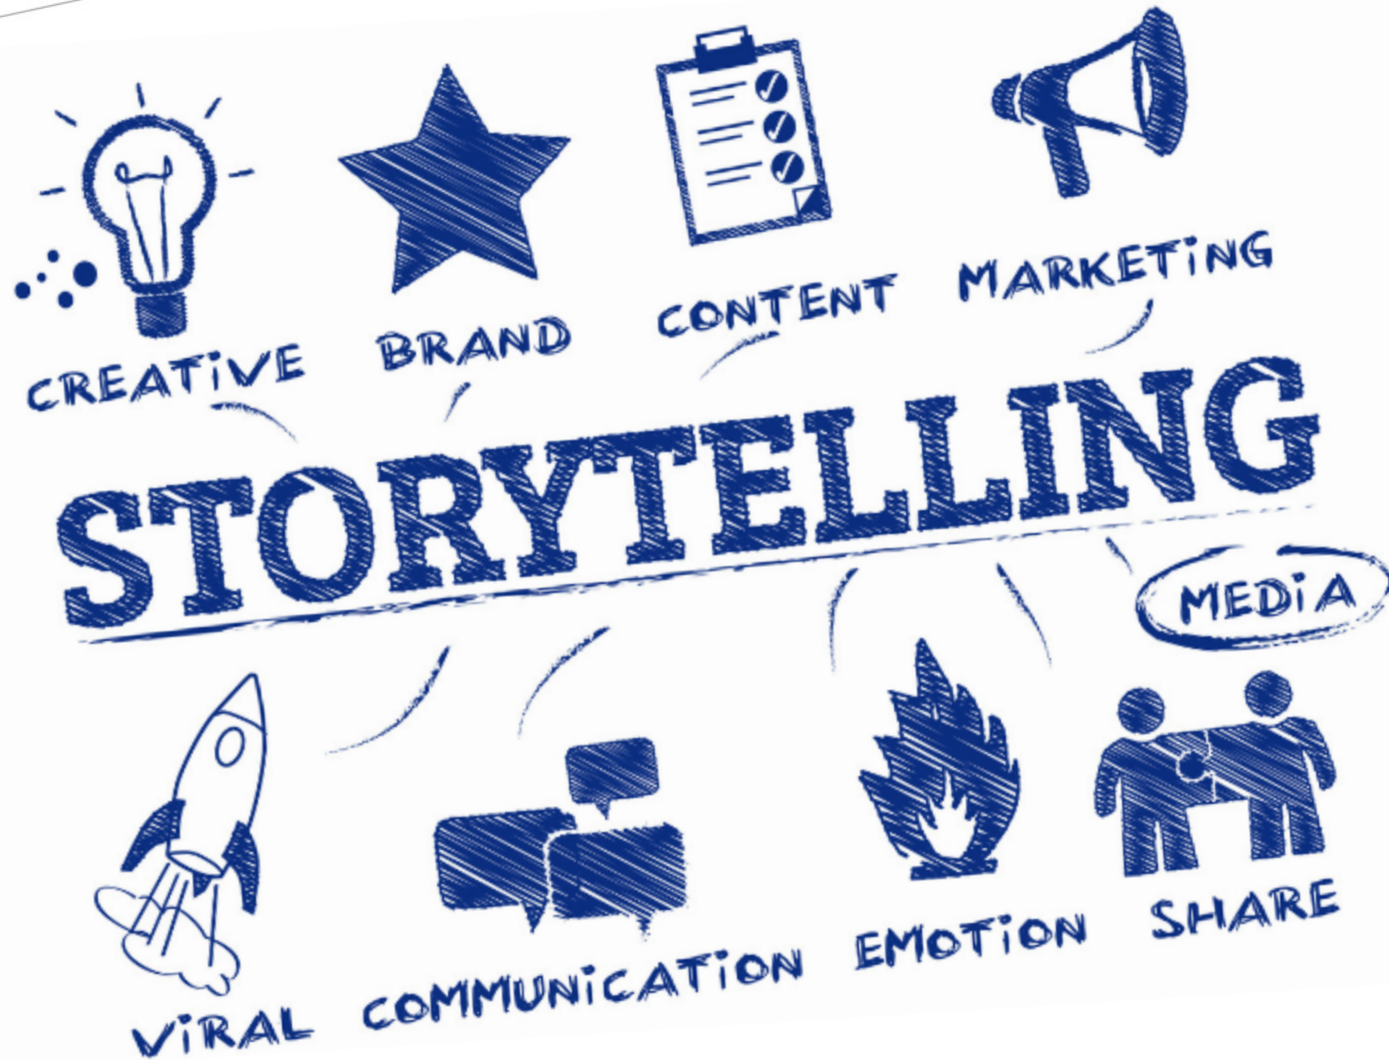 CREATiVE BRAND CONTENT MARKETiNG
STORYTELLING
MEDiA
ViRAL COMMUNiCATiON EMOTiON SHARE